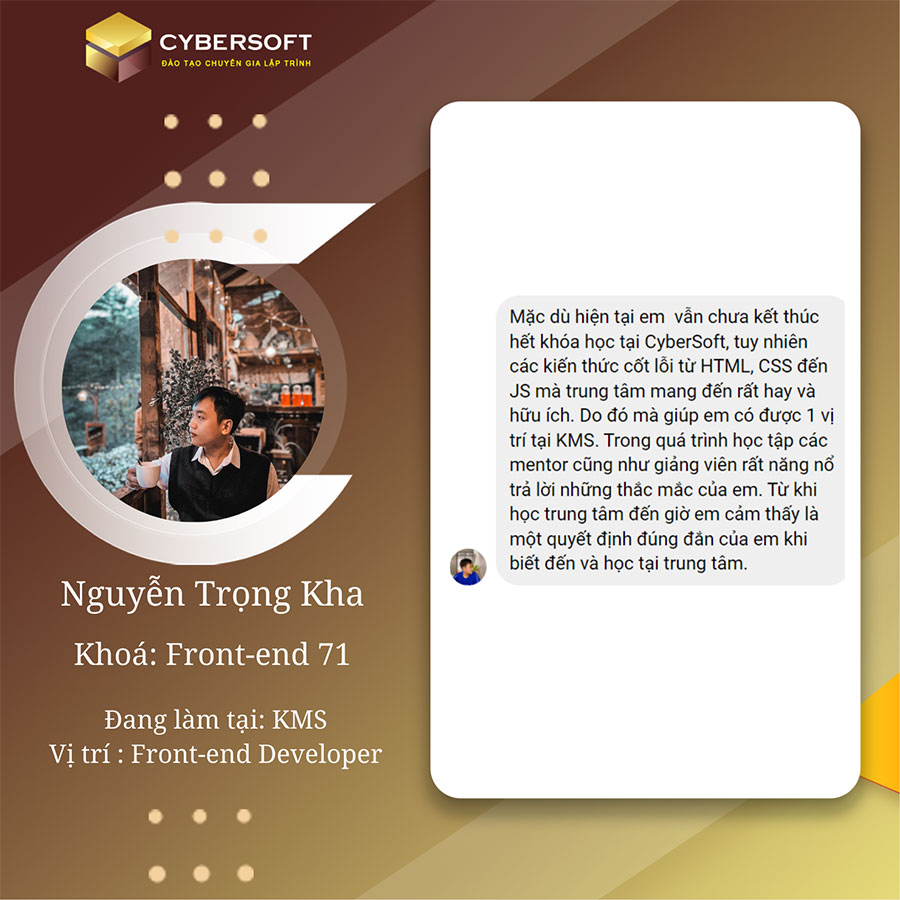 CYBERSOFT
ĐÀO TẠO CHUYÊN GIA LẬP TRÌNH
Nguyễn Trọng Kha
Khoá: Front-end 71
Đang làm tại: KMS
Vị trí : Front-end Developer
Mặc dù hiện tại em vẫn chưa kết thúc
hết khóa học tại CyberSoft, tuy nhiên
các kiến thức cốt lỗi từ HTML, CSS đến
JS mà trung tâm mang đến rất hay và
hữu ích. Do đó mà giúp em có được 1 vị
trí tại KMS. Trong quá trình học tập các
mentor cũng như giảng viên rất năng nổ
trả lời những thắc mắc của em. Từ khi
học trung tâm đến giờ em cảm thấy là
một quyết định đúng đắn của em khi
biết đến và học tại trung tâm.